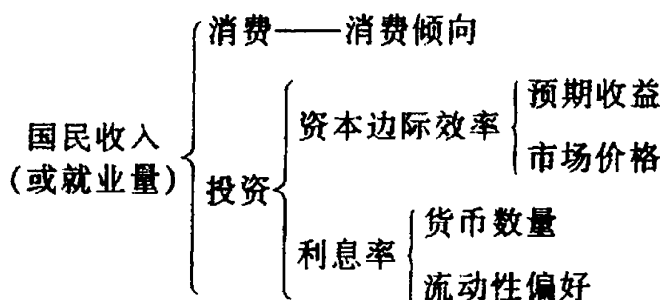 消费——消费倾向
国民收入
(或就业量)
投资
资本边际效率
预期收益
市场价格
利息率
货币数量
流动性偏好